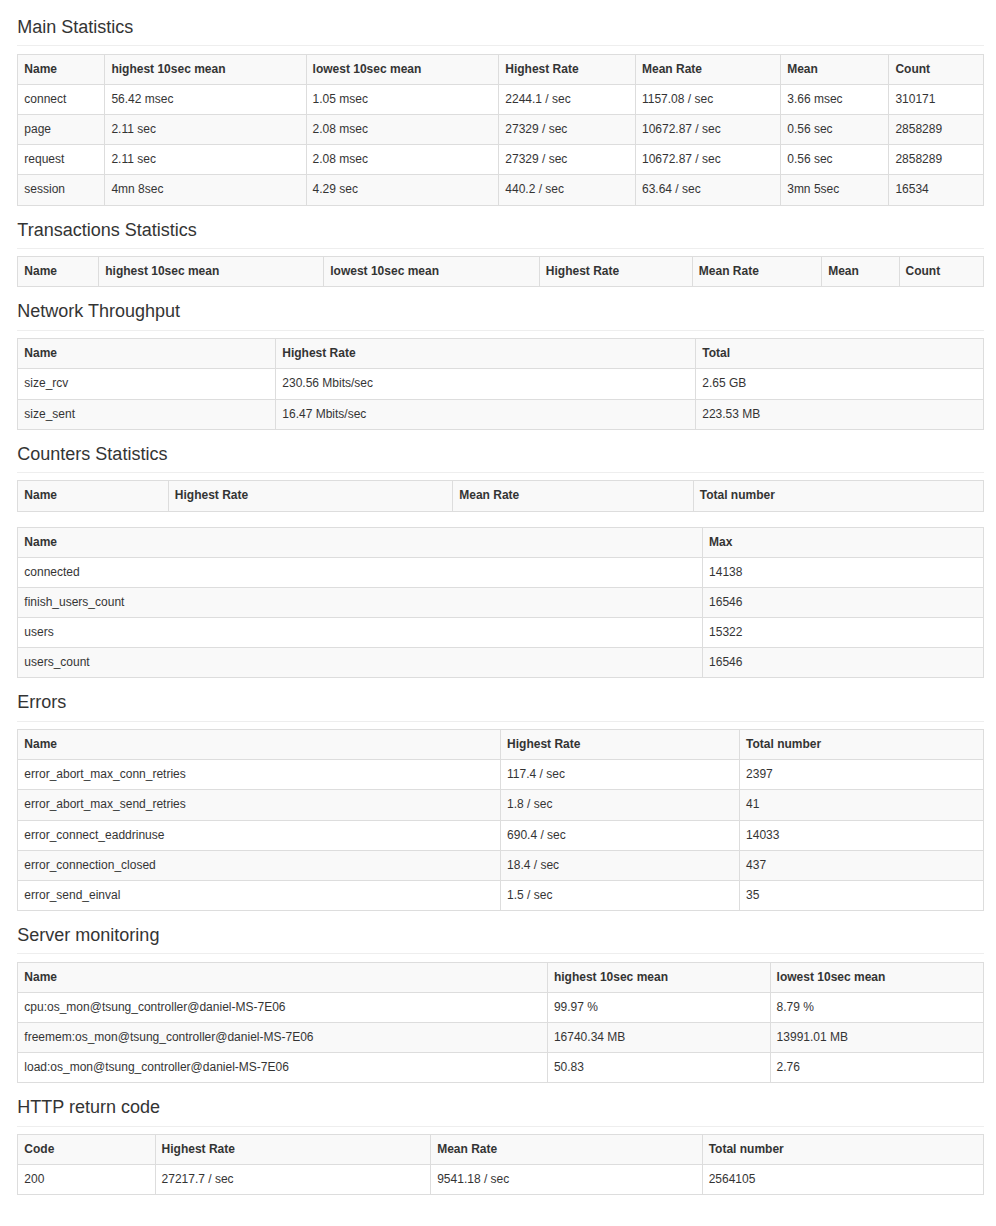 Main Statistics
Name highest 10sec mean lowest 10sec mean Highest Rate Mean Rate Mean Count
connect 56.42 msec 1.05 msec 2244.1 / sec 1157.08 / sec 3.66 msec 310171
page 2.11 sec 2.08 msec 27329 / sec 10672.87 / sec 0.56 sec 2858289
request 2.11 sec 2.08 msec 27329 / sec 10672.87 / sec 0.56 sec 2858289
session 4mn 8sec 4.29 sec 440.2 / sec 63.64 / sec 3mn 5sec 16534
Transactions Statistics
Name highest 10sec mean lowest 10sec mean Highest Rate Mean Rate Mean Count
Network Throughput
Name Highest Rate Total
size_rcv 230.56 Mbits/sec 2.65 GB
size_sent 16.47 Mbits/sec 223.53 MB
Counters Statistics
Name Highest Rate Mean Rate Total number
Name Max
connected 14138
finish_users_count 16546
users 15322
users_count 16546
Errors
Name Highest Rate Total number
error_abort_max_conn_retries 117.4 / sec 2397
error_abort_max_send_retries 1.8 / sec 41
error_connect_eaddrinuse 690.4 / sec 14033
error_connection_closed 18.4 / sec 437
error_send_einval 1.5 / sec 35
Server monitoring
Name highest 10sec mean lowest 10sec mean
cpu:os_mon@tsung_controller@daniel-MS-7E06 99.97 % 8.79 %
freemem:os_mon@tsung_controller@daniel-MS-7E06 16740.34 MB 13991.01 MB
load:os_mon@tsung_controller@daniel-MS-7E06 50.83 2.76
HTTP return code
Code Highest Rate Mean Rate Total number
200 27217.7 / sec 9541.18 / sec 2564105